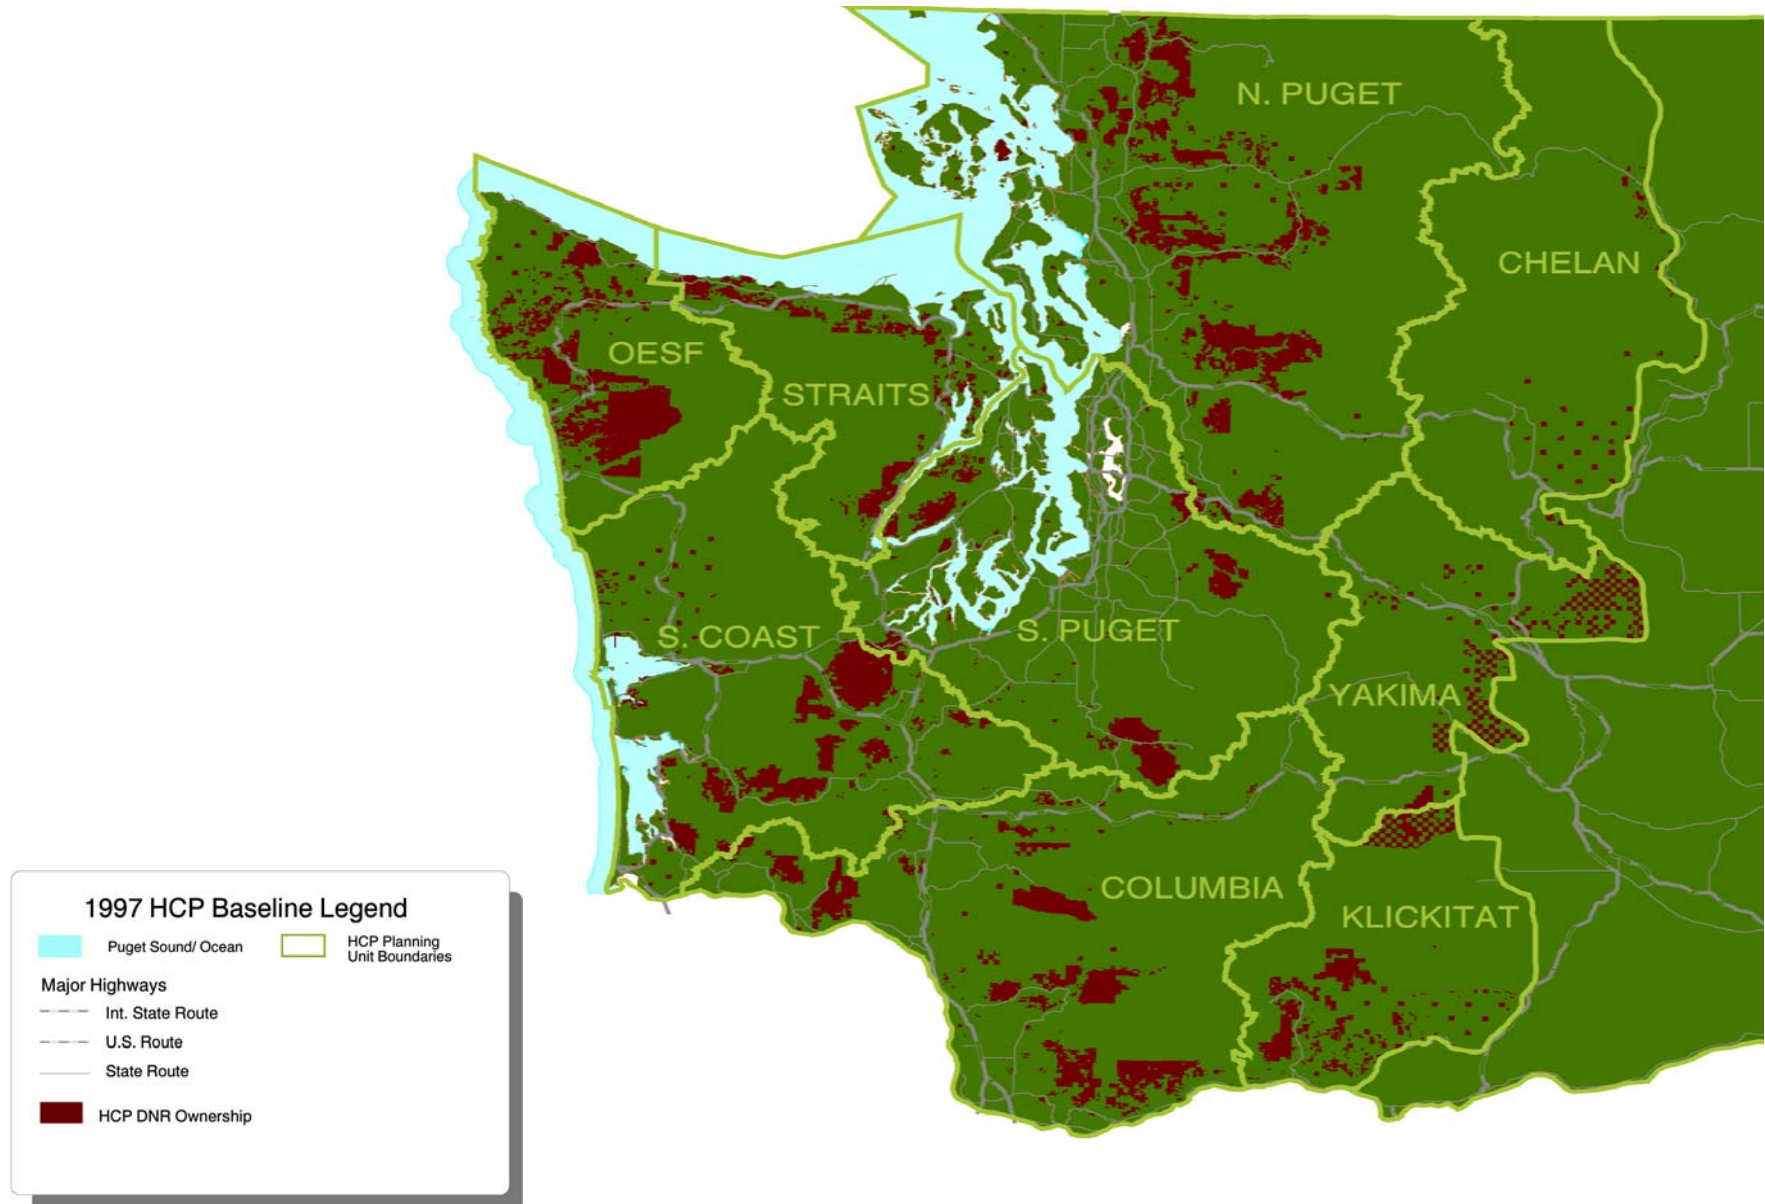 N. PUGET
CHELAN
OESF
STRAITS
S. COAST
S. PUGET
YAKIMA
COLUMBIA
KLICKITAT
1997 HCP Baseline Legend
Puget Sound/ Ocean
HCP Planning
Unit Boundaries
Major Highways
Int. State Route
U.S. Route
State Route
HCP DNR Ownership